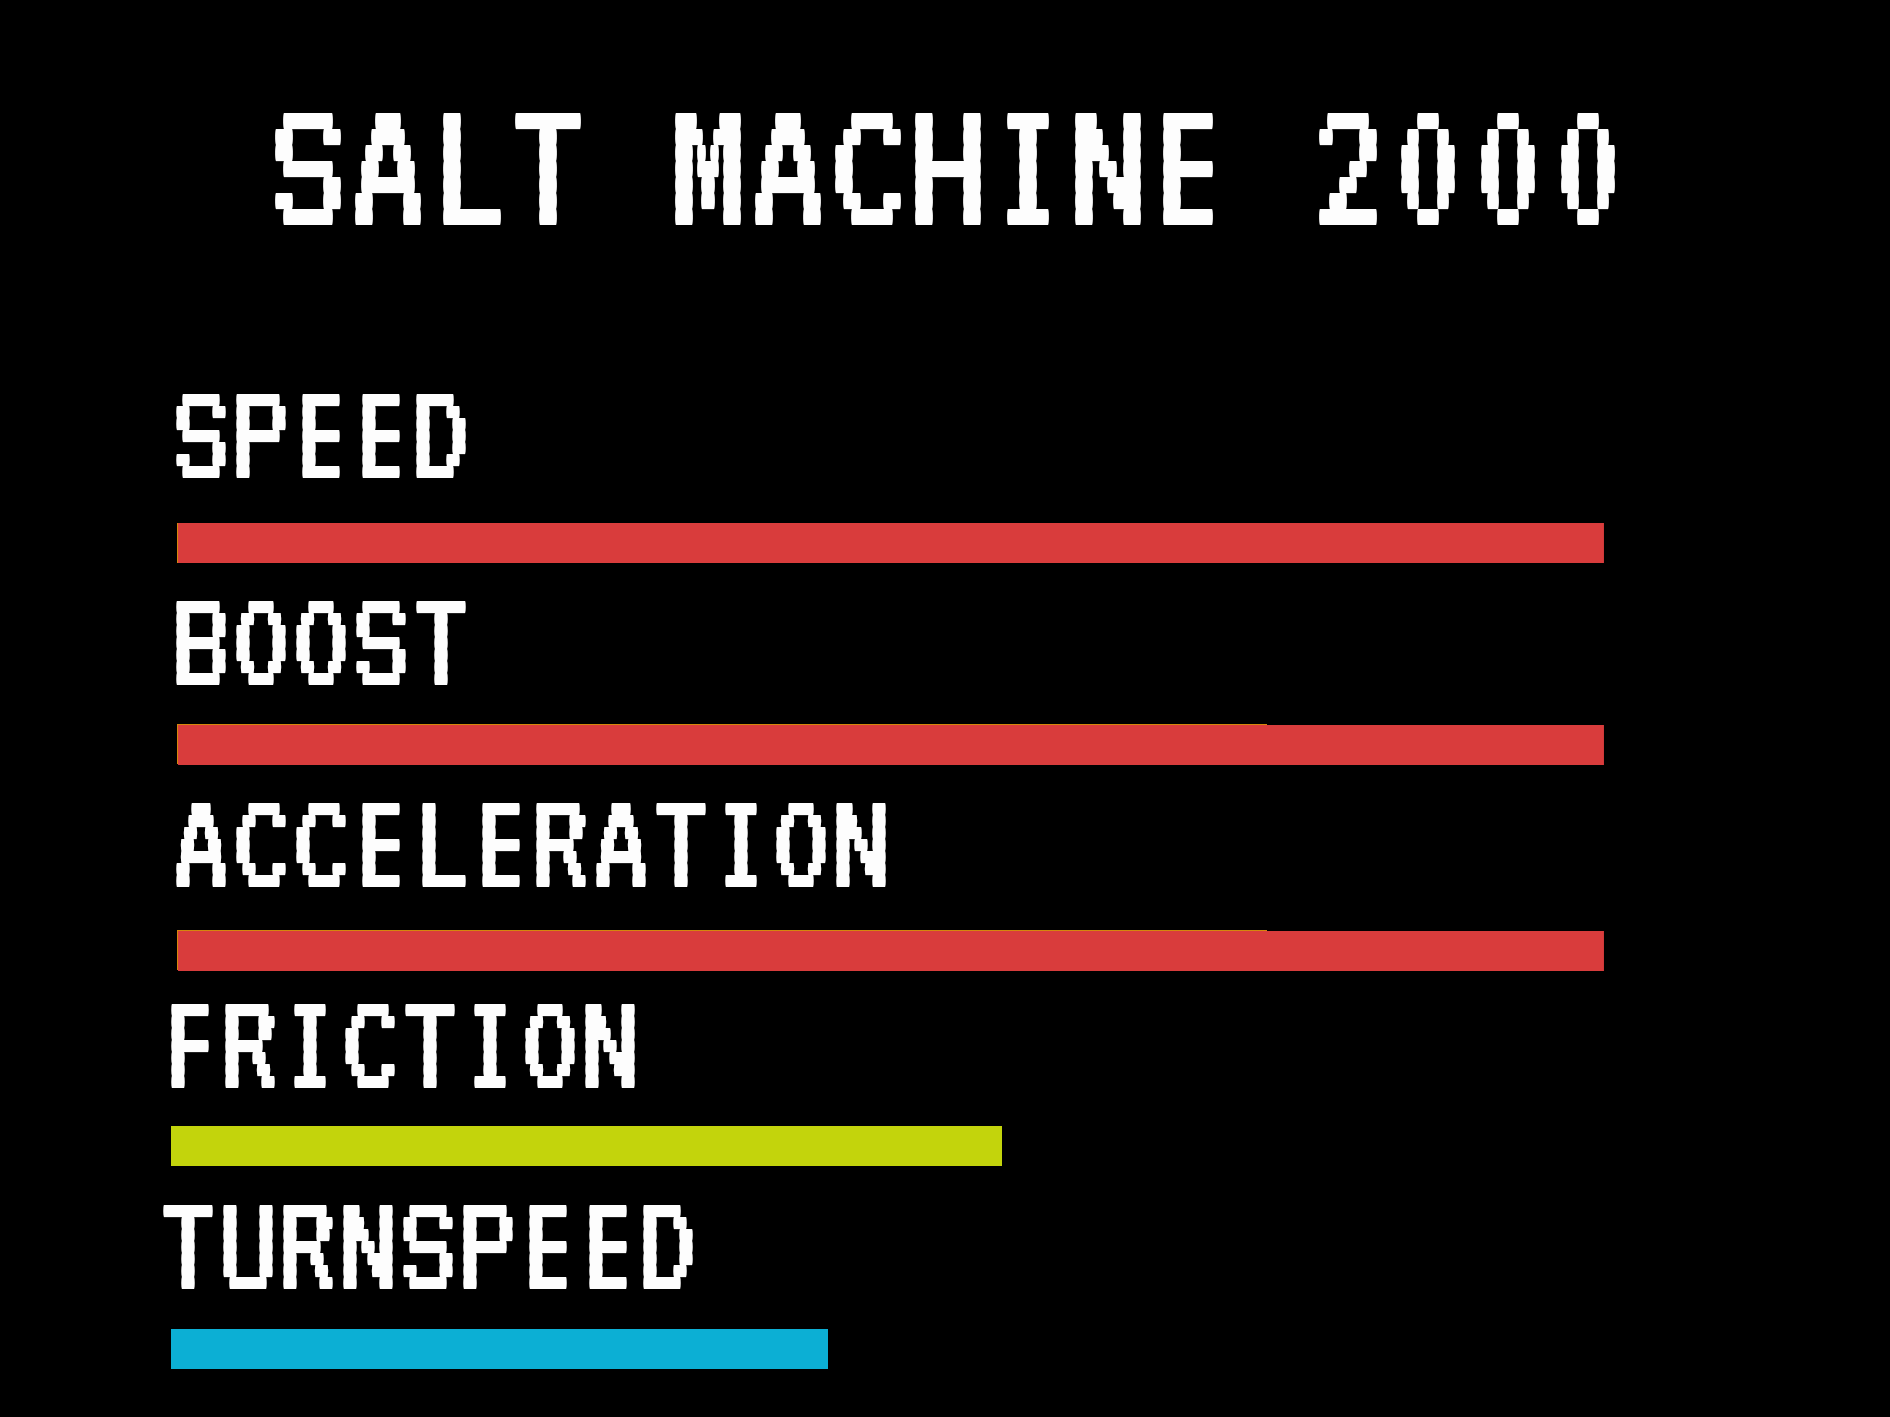 SALT MACHINE 2000
SPEED
BOOST
ACCELERATION
FRICTION
TURNSPEED